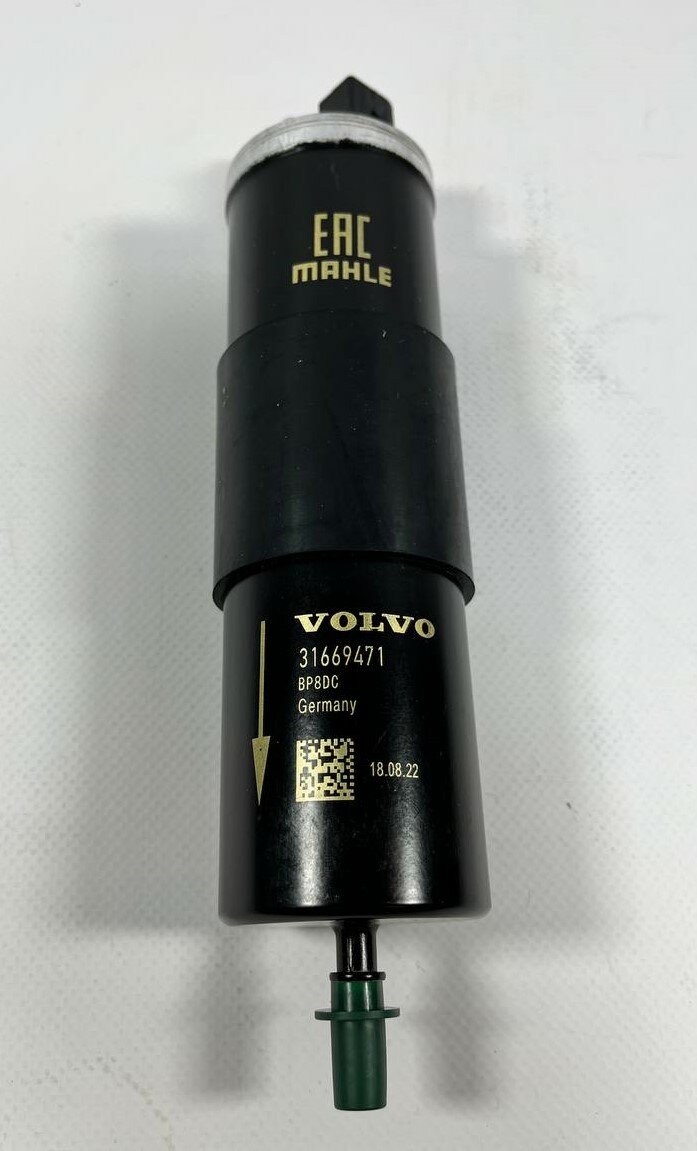 EAC
MAHLE
VOLVO
31669471
BP8DC
Germany
18.08.22